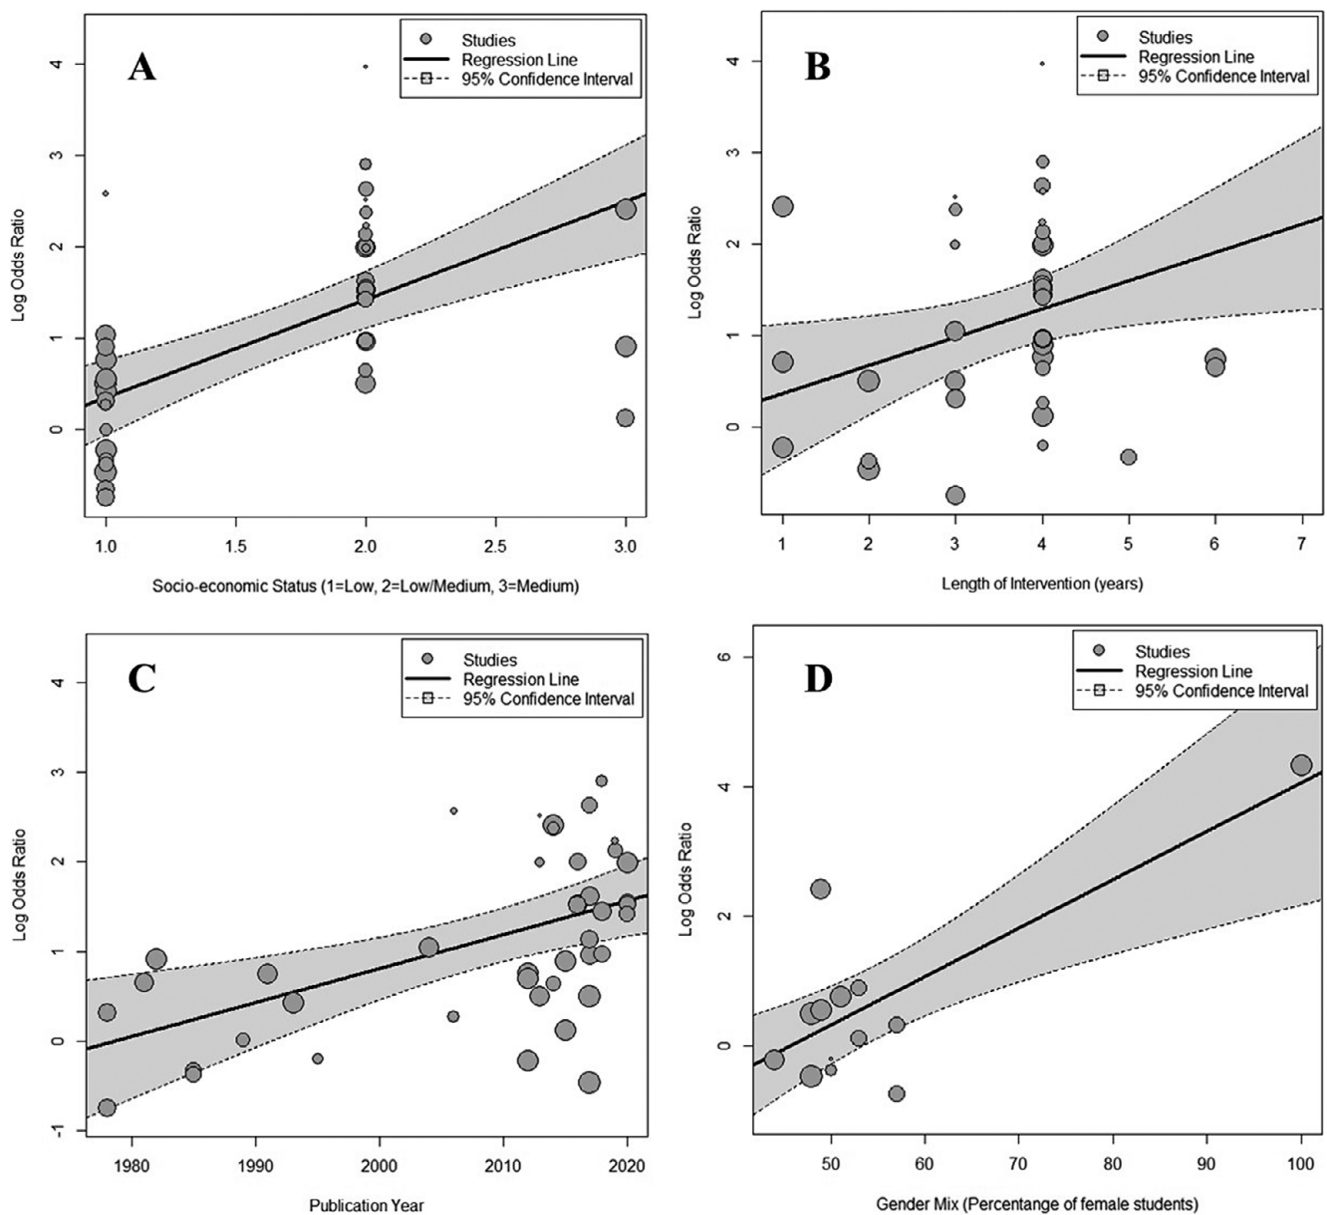 A
Studies
Regression Line
95% Confidence Interval
Log Odds Ratio
4
3
2
1
0
1.0 1.5 2.0 2.5 3.0
Socio-economic Status (1=Low, 2=Low/Medium, 3=Medium)
B
Studies
Regression Line
95% Confidence Interval
Log Odds Ratio
4
3
2
1
0
1 2 3 4 5 6 7
Length of Intervention (years)
C
Studies
Regression Line
95% Confidence Interval
Log Odds Ratio
4
3
2
1
0
-1
1980 1990 2000 2010 2020
Publication Year
D
Studies
Regression Line
95% Confidence Interval
Log Odds Ratio
6
4
2
0
50 60 70 80 90 100
Gender Mix (Percentange of female students)